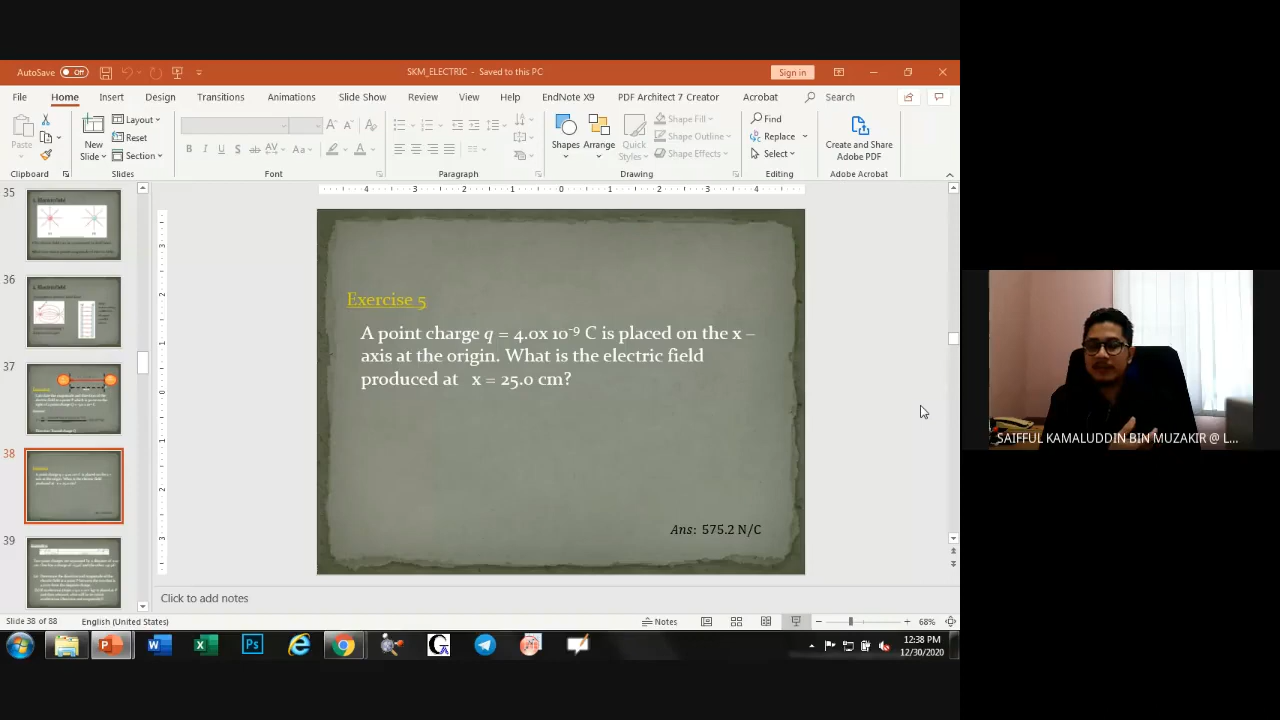 AutoSave Off
SKM_ELECTRIC - Saved to this PC
Sign in
File Home Insert Design Transitions Animations Slide Show Review View Help EndNote X9 PDF Architect 7 Creator Acrobat Search
Paste
New Slide
Layout
Reset
Section
Shapes
Arrange
Quick Styles
Shape Fill
Shape Outline
Shape Effects
Find
Replace
Select
Create and Share Adobe PDF
Clipboard Slides Font Paragraph Drawing Editing Adobe Acrobat
35
36
37
38
39
Exercise 5
A point charge q = 4.0x 10⁻⁹ C is placed on the x –
axis at the origin. What is the electric field
produced at x = 25.0 cm?
Ans: 575.2 N/C
Click to add notes
Slide 38 of 88 English (United States) Notes 68%
12:38 PM
12/30/2020
SAIFFUL KAMALUDDIN BIN MUZAKIR @ L...